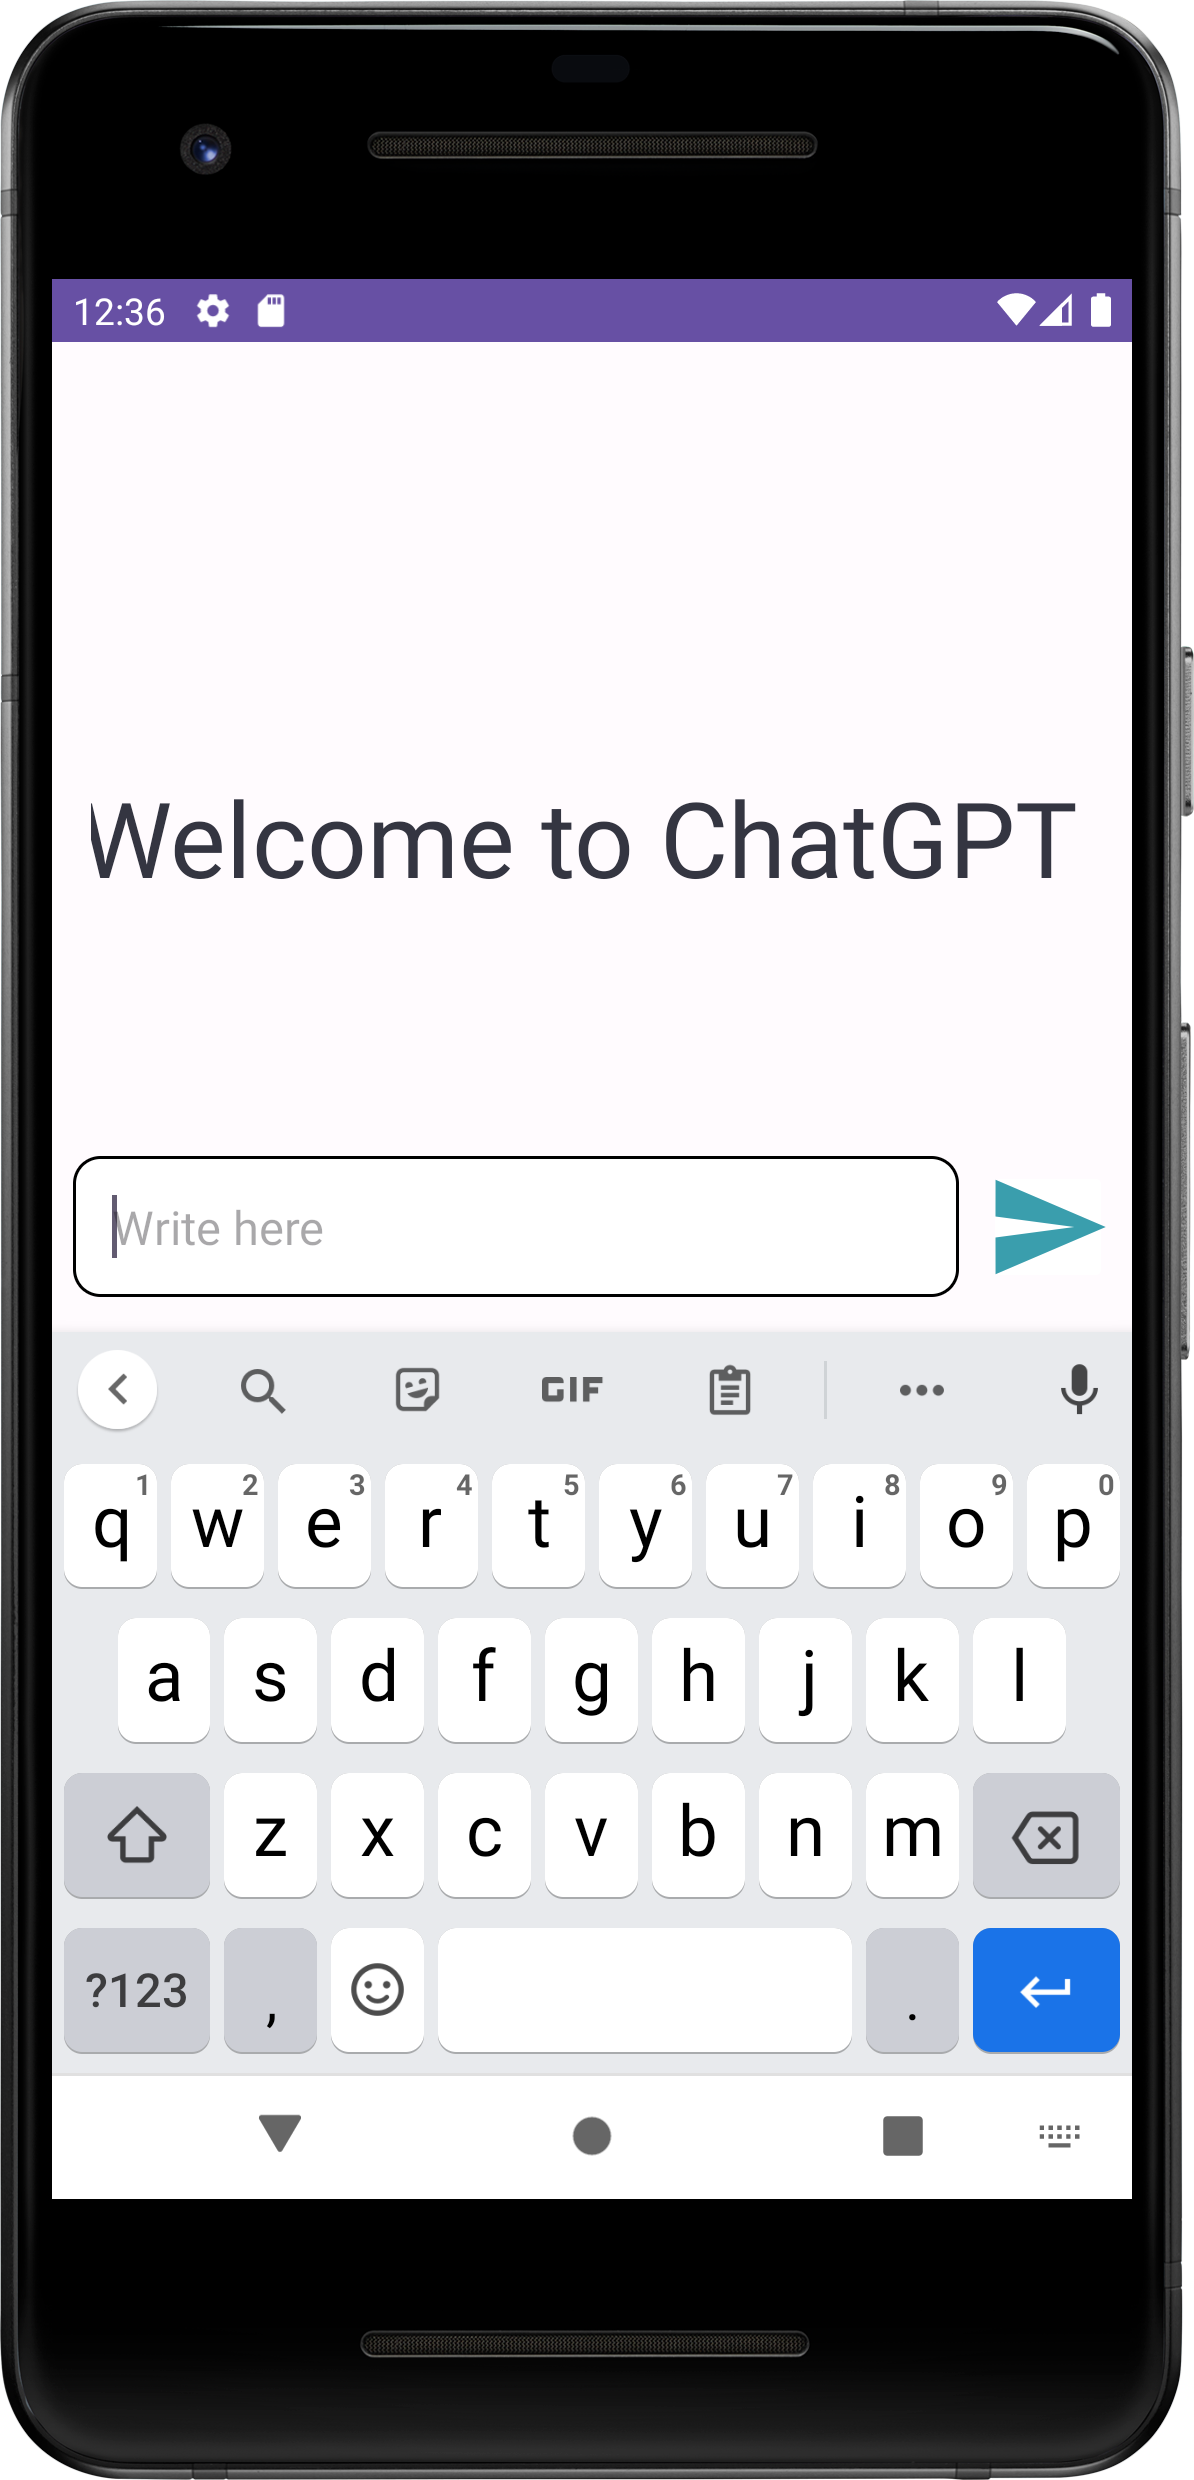 12:36
Welcome to ChatGPT
Write here
GIF
1 2 3 4 5 6 7 8 9 0
q w e r t y u i o p
a s d f g h j k l
z x c v b n m
?123 , .